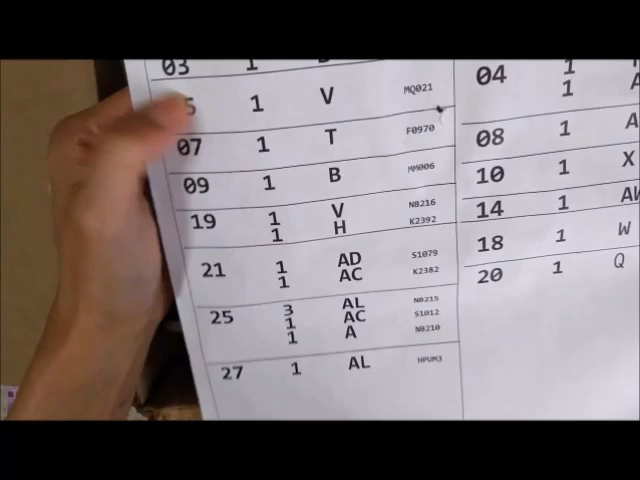 03 1
1 V MQ021
07 1 T F0970
09 1 B MM006
19 1 V NB216
1 H K2392
21 1 AD S1079
1 AC K2382
25 3 AL NB215
1 AC S1012
1 A NB210
27 1 AL HPUM3
04 1
1
08 1
10 1 X
14 1
18 1 W
20 1 Q